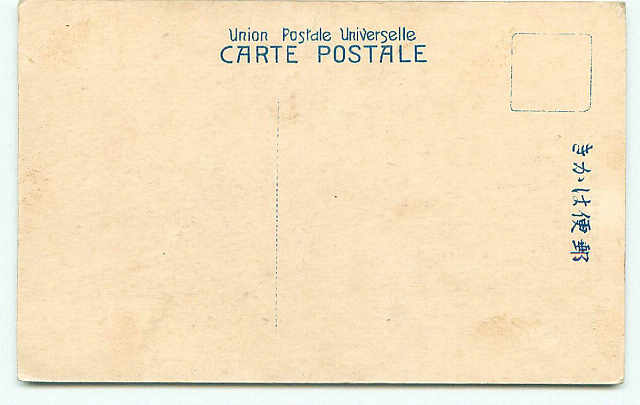 Union Postale Universelle
CARTE POSTALE
郵便はかき